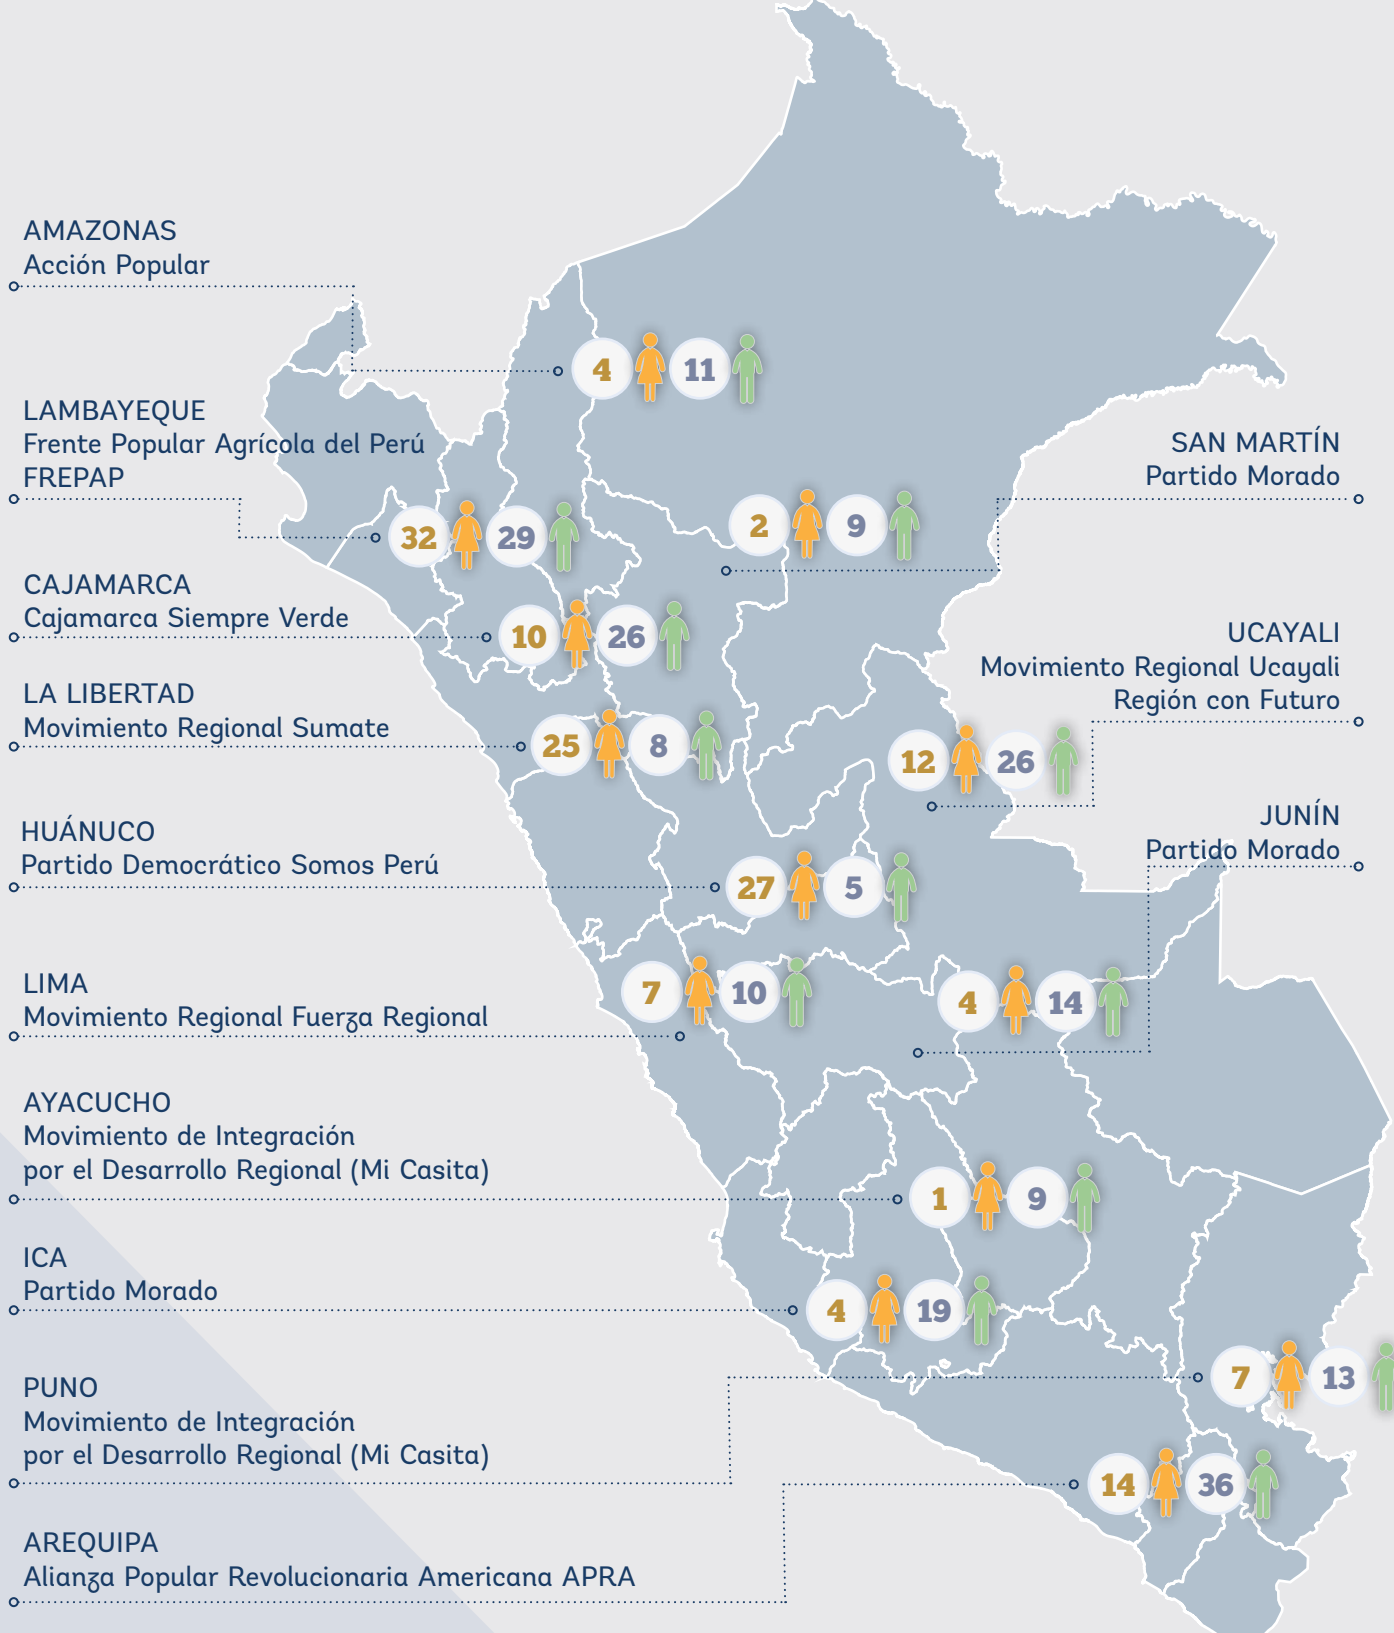 AMAZONAS
Acción Popular
4 11
LAMBAYEQUE
Frente Popular Agrícola del Perú
FREPAP
32 29
SAN MARTÍN
Partido Morado
2 9
CAJAMARCA
Cajamarca Siempre Verde
10 26
UCAYALI
Movimiento Regional Ucayali
Región con Futuro
12 26
LA LIBERTAD
Movimiento Regional Sumate
25 8
JUNÍN
Partido Morado
4 14
HUÁNUCO
Partido Democrático Somos Perú
27 5
LIMA
Movimiento Regional Fuerza Regional
7 10
AYACUCHO
Movimiento de Integración
por el Desarrollo Regional (Mi Casita)
1 9
ICA
Partido Morado
4 19
PUNO
Movimiento de Integración
por el Desarrollo Regional (Mi Casita)
7 13
AREQUIPA
Alianza Popular Revolucionaria Americana APRA
14 36